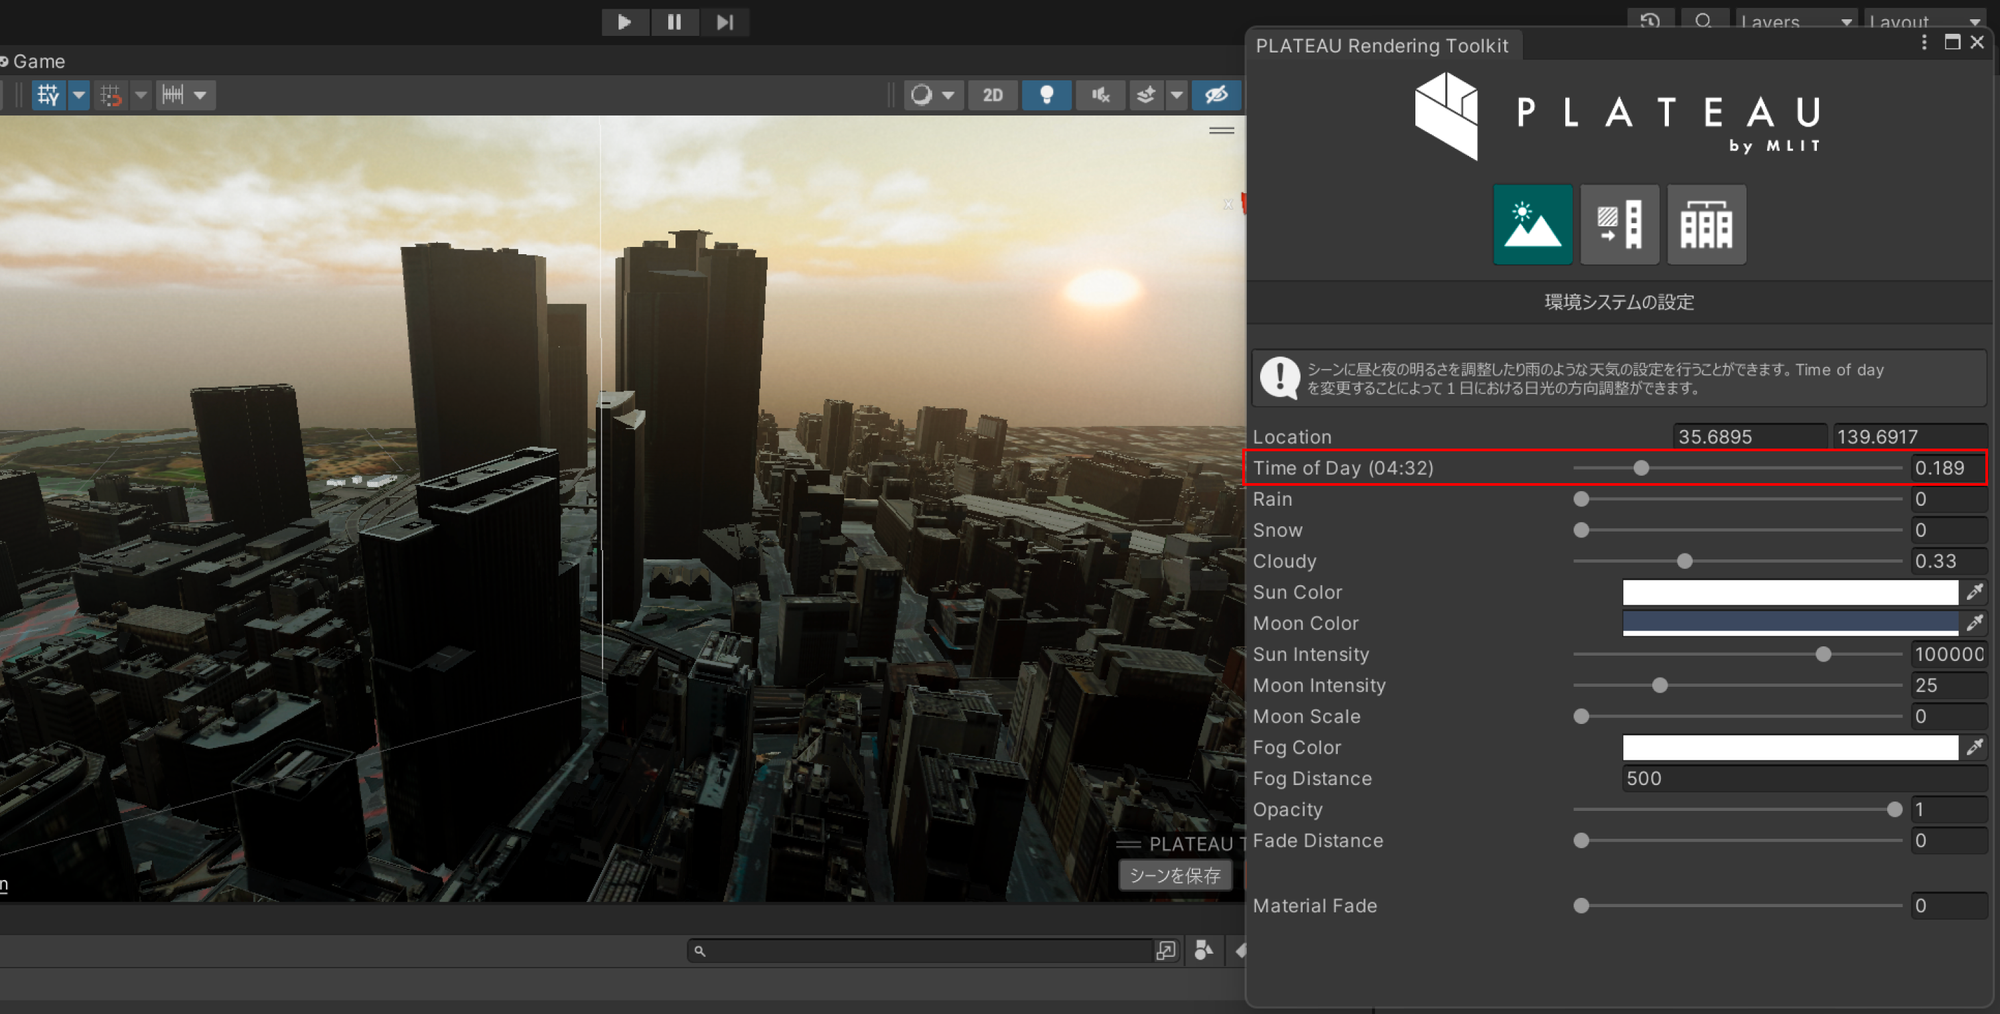 Layers
Layout
Game
2D
PLATEAU Rendering Toolkit
PLATEAU
by MLIT
環境システムの設定
シーンに昼と夜の明るさを調整したり雨のような天気の設定を行うことができます。Time of day
を変更することによって1日における日光の方向調整ができます。
Location 35.6895 139.6917
Time of Day (04:32) 0.189
Rain 0
Snow 0
Cloudy 0.33
Sun Color
Moon Color
Sun Intensity 100000
Moon Intensity 25
Moon Scale 0
Fog Color
Fog Distance 500
Opacity 1
Fade Distance 0
Material Fade 0
x
PLATEAU T
シーンを保存
n